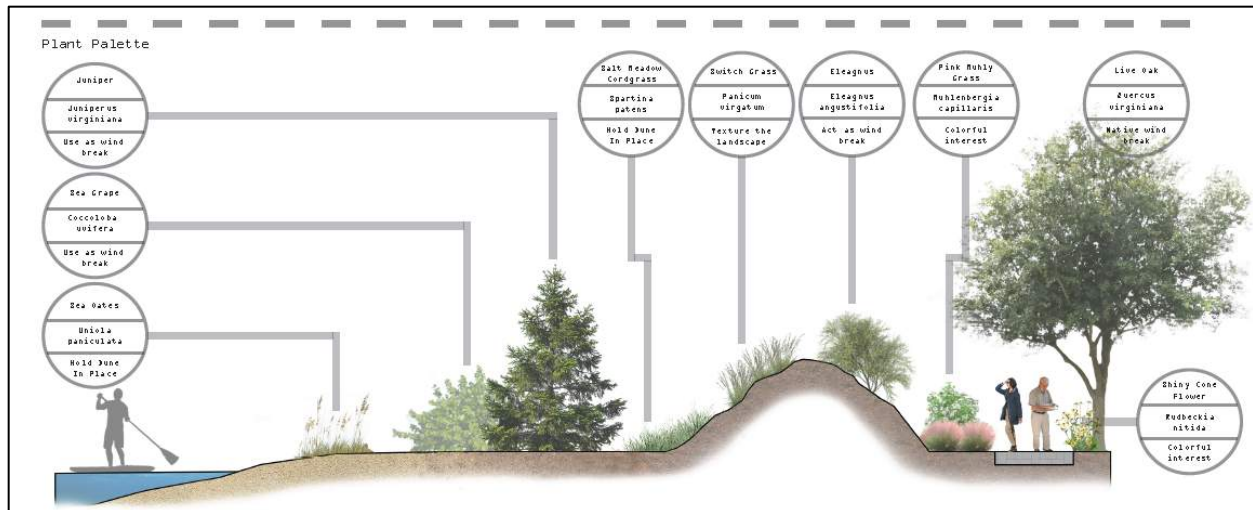 Plant Palette
Juniper
Juniperus
virginiana
Use as wind
break
Sea Grape
Coccoloba
uvifera
Use as wind
break
Sea Oates
Uniola
paniculata
Hold Dune
In Place
Salt Meadow
Cordgrass
Spartina
patens
Hold Dune
In Place
Switch Grass
Panicum
virgatum
Texture the
landscape
Eleagnus
Eleagnus
angustifolia
Act as wind
break
Pink Muhly
Grass
Muhlenbergia
capillaris
Colorful
interest
Live Oak
Quercus
virginiana
Native wind
break
Shiny Cone
Flower
Rudbeckia
nitida
Colorful
interest